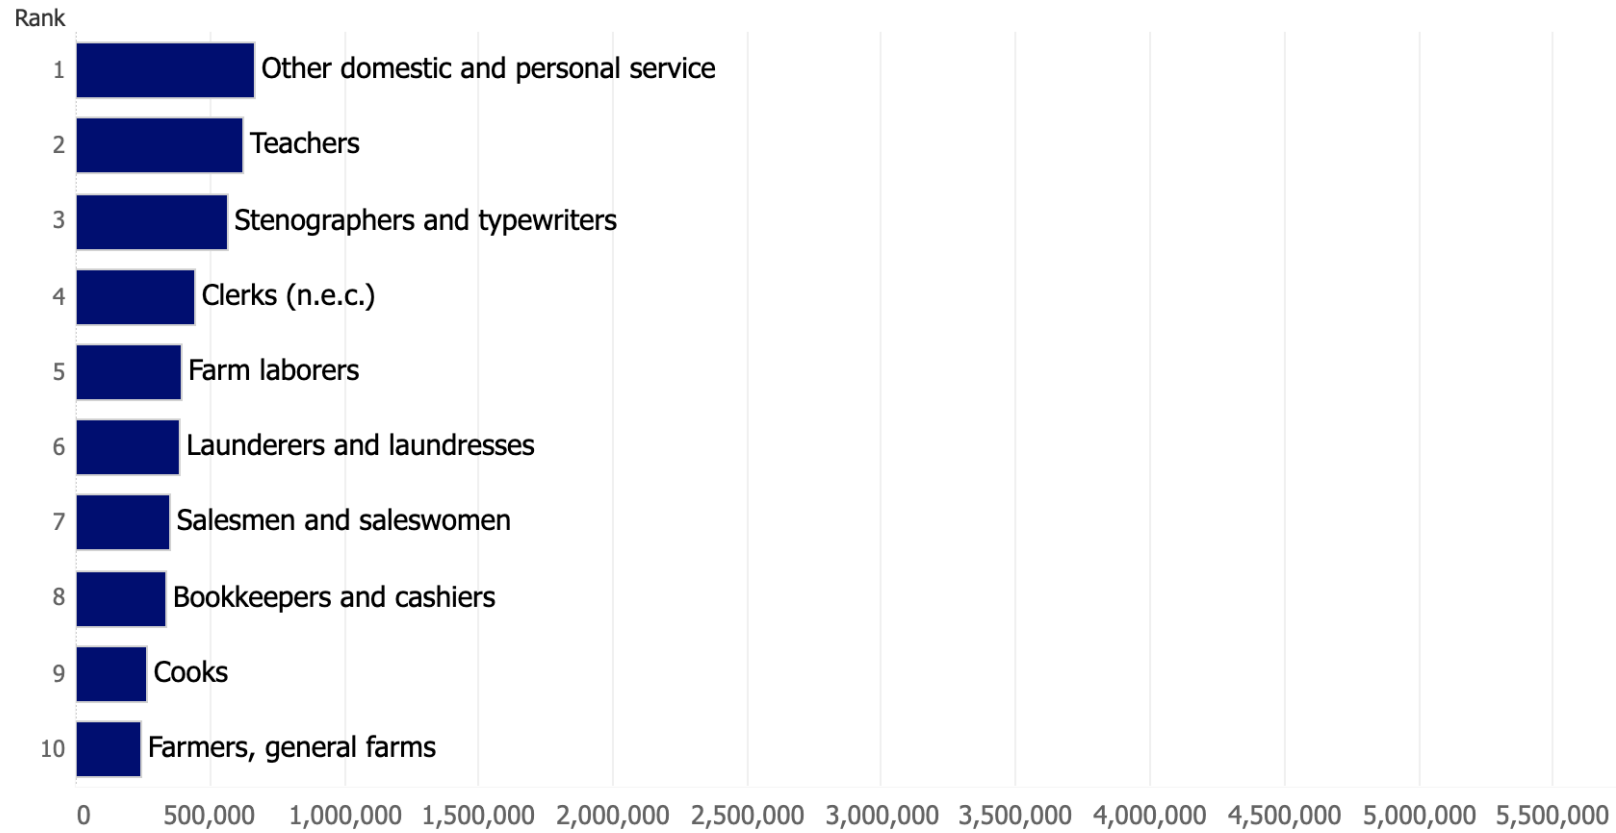 Rank
1 Other domestic and personal service
2 Teachers
3 Stenographers and typewriters
4 Clerks (n.e.c.)
5 Farm laborers
6 Launderers and laundresses
7 Salesmen and saleswomen
8 Bookkeepers and cashiers
9 Cooks
10 Farmers, general farms
0 500,000 1,000,000 1,500,000 2,000,000 2,500,000 3,000,000 3,500,000 4,000,000 4,500,000 5,000,000 5,500,000